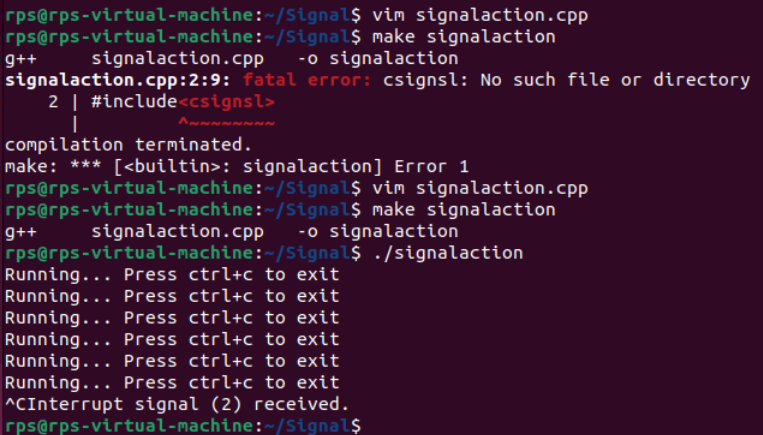 rps@rps-virtual-machine:~/Signal$ vim signalaction.cpp
rps@rps-virtual-machine:~/Signal$ make signalaction
g++     signalaction.cpp   -o signalaction
signalaction.cpp:2:9: fatal error: csignsl: No such file or directory
    2 | #include<csignsl>
      |         ^~~~~~~~~
compilation terminated.
make: *** [<builtin>: signalaction] Error 1
rps@rps-virtual-machine:~/Signal$ vim signalaction.cpp
rps@rps-virtual-machine:~/Signal$ make signalaction
g++     signalaction.cpp   -o signalaction
rps@rps-virtual-machine:~/Signal$ ./signalaction
Running... Press ctrl+c to exit
Running... Press ctrl+c to exit
Running... Press ctrl+c to exit
Running... Press ctrl+c to exit
Running... Press ctrl+c to exit
Running... Press ctrl+c to exit
^CInterrupt signal (2) received.
rps@rps-virtual-machine:~/Signal$